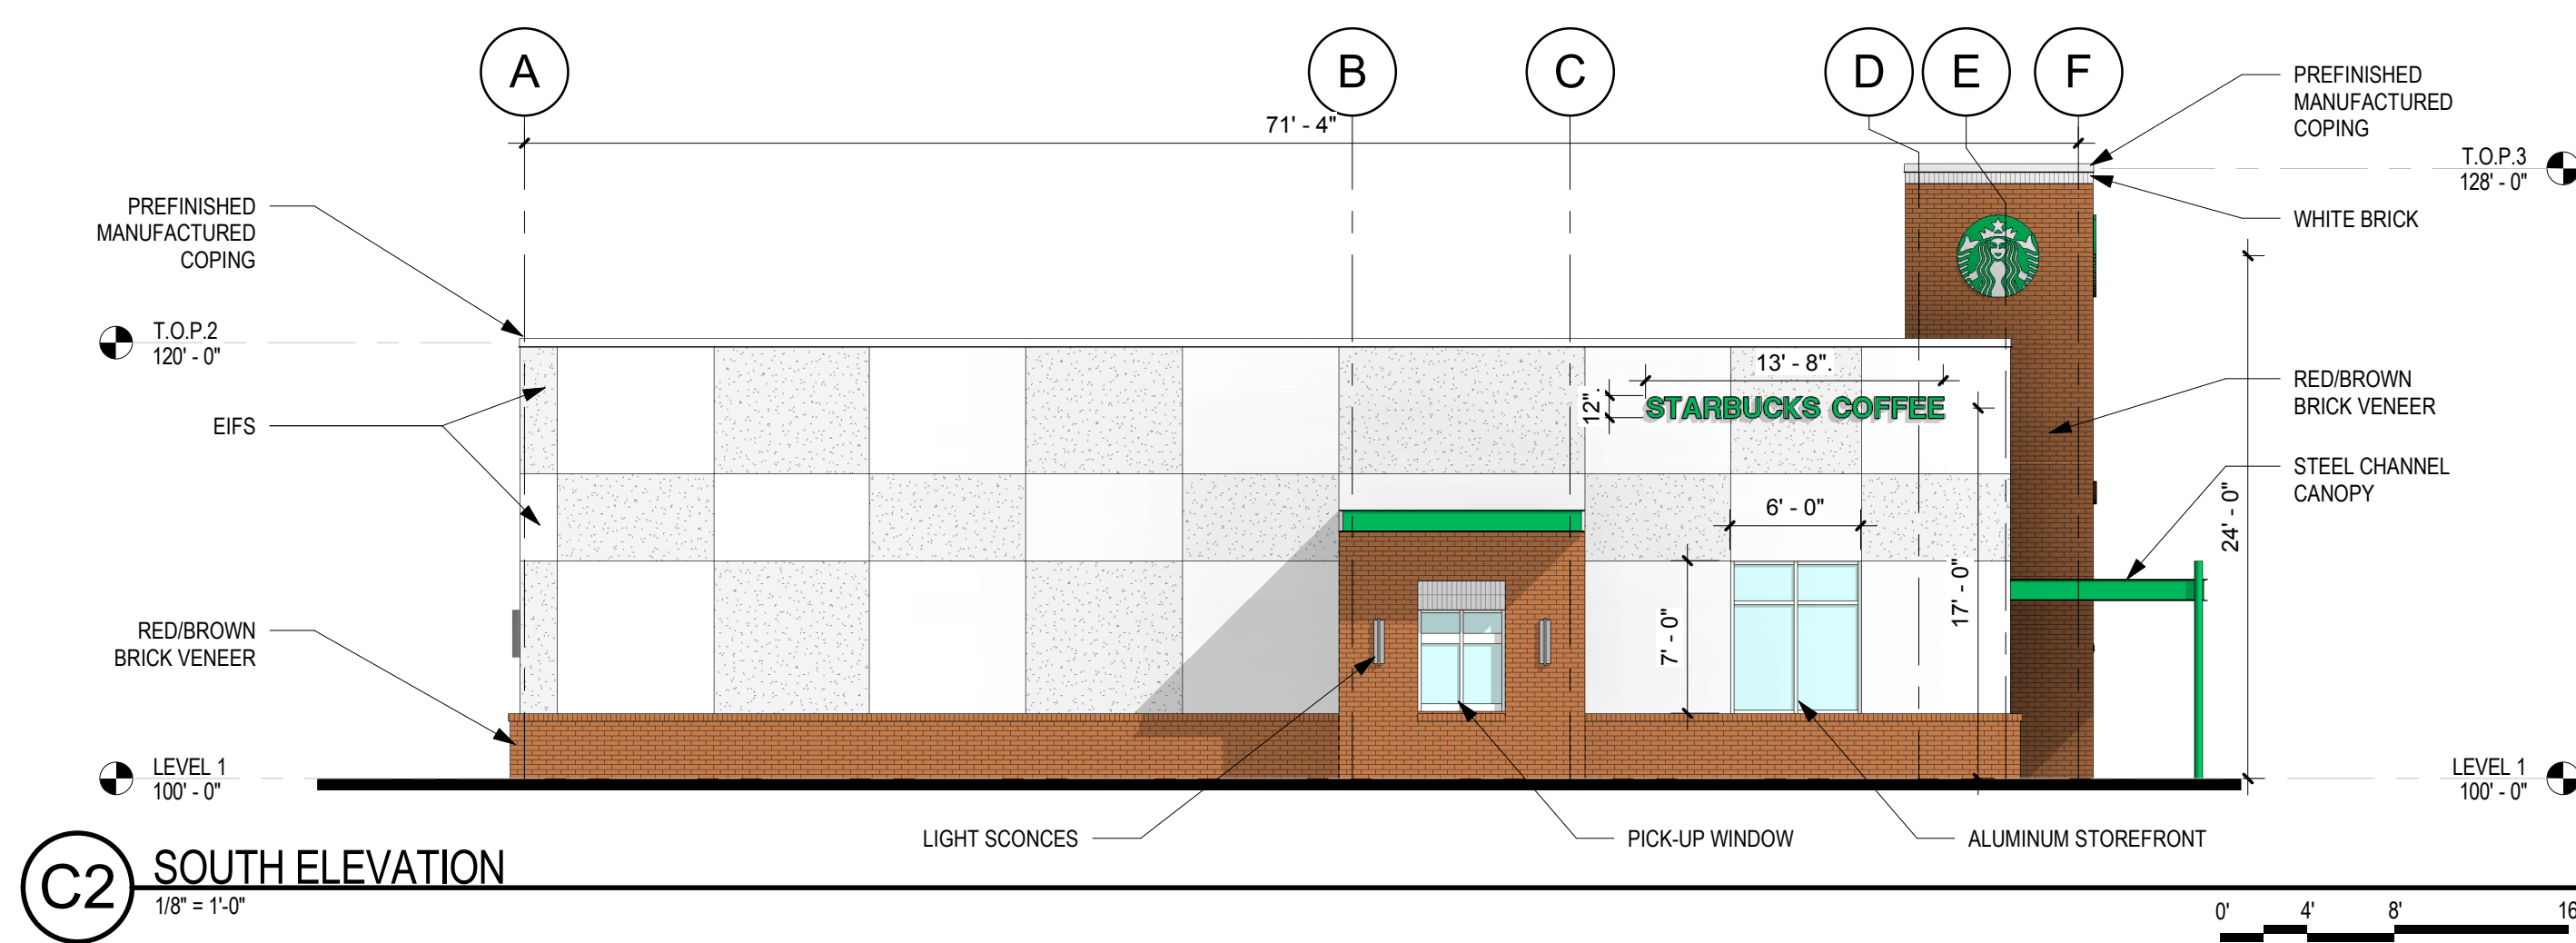 A
B
C
D
E
F
71' - 4"
PREFINISHED
MANUFACTURED
COPING
T.O.P.3
128' - 0"
WHITE BRICK
PREFINISHED
MANUFACTURED
COPING
T.O.P.2
120' - 0"
13' - 8".
12".
STARBUCKS COFFEE
RED/BROWN
BRICK VENEER
EIFS
STEEL CHANNEL
CANOPY
6' - 0"
24' - 0"
17' - 0"
7' - 0"
RED/BROWN
BRICK VENEER
LEVEL 1
100' - 0"
LEVEL 1
100' - 0"
LIGHT SCONCES
PICK-UP WINDOW
ALUMINUM STOREFRONT
C2
SOUTH ELEVATION
1/8" = 1'-0"
0'
4'
8'
16